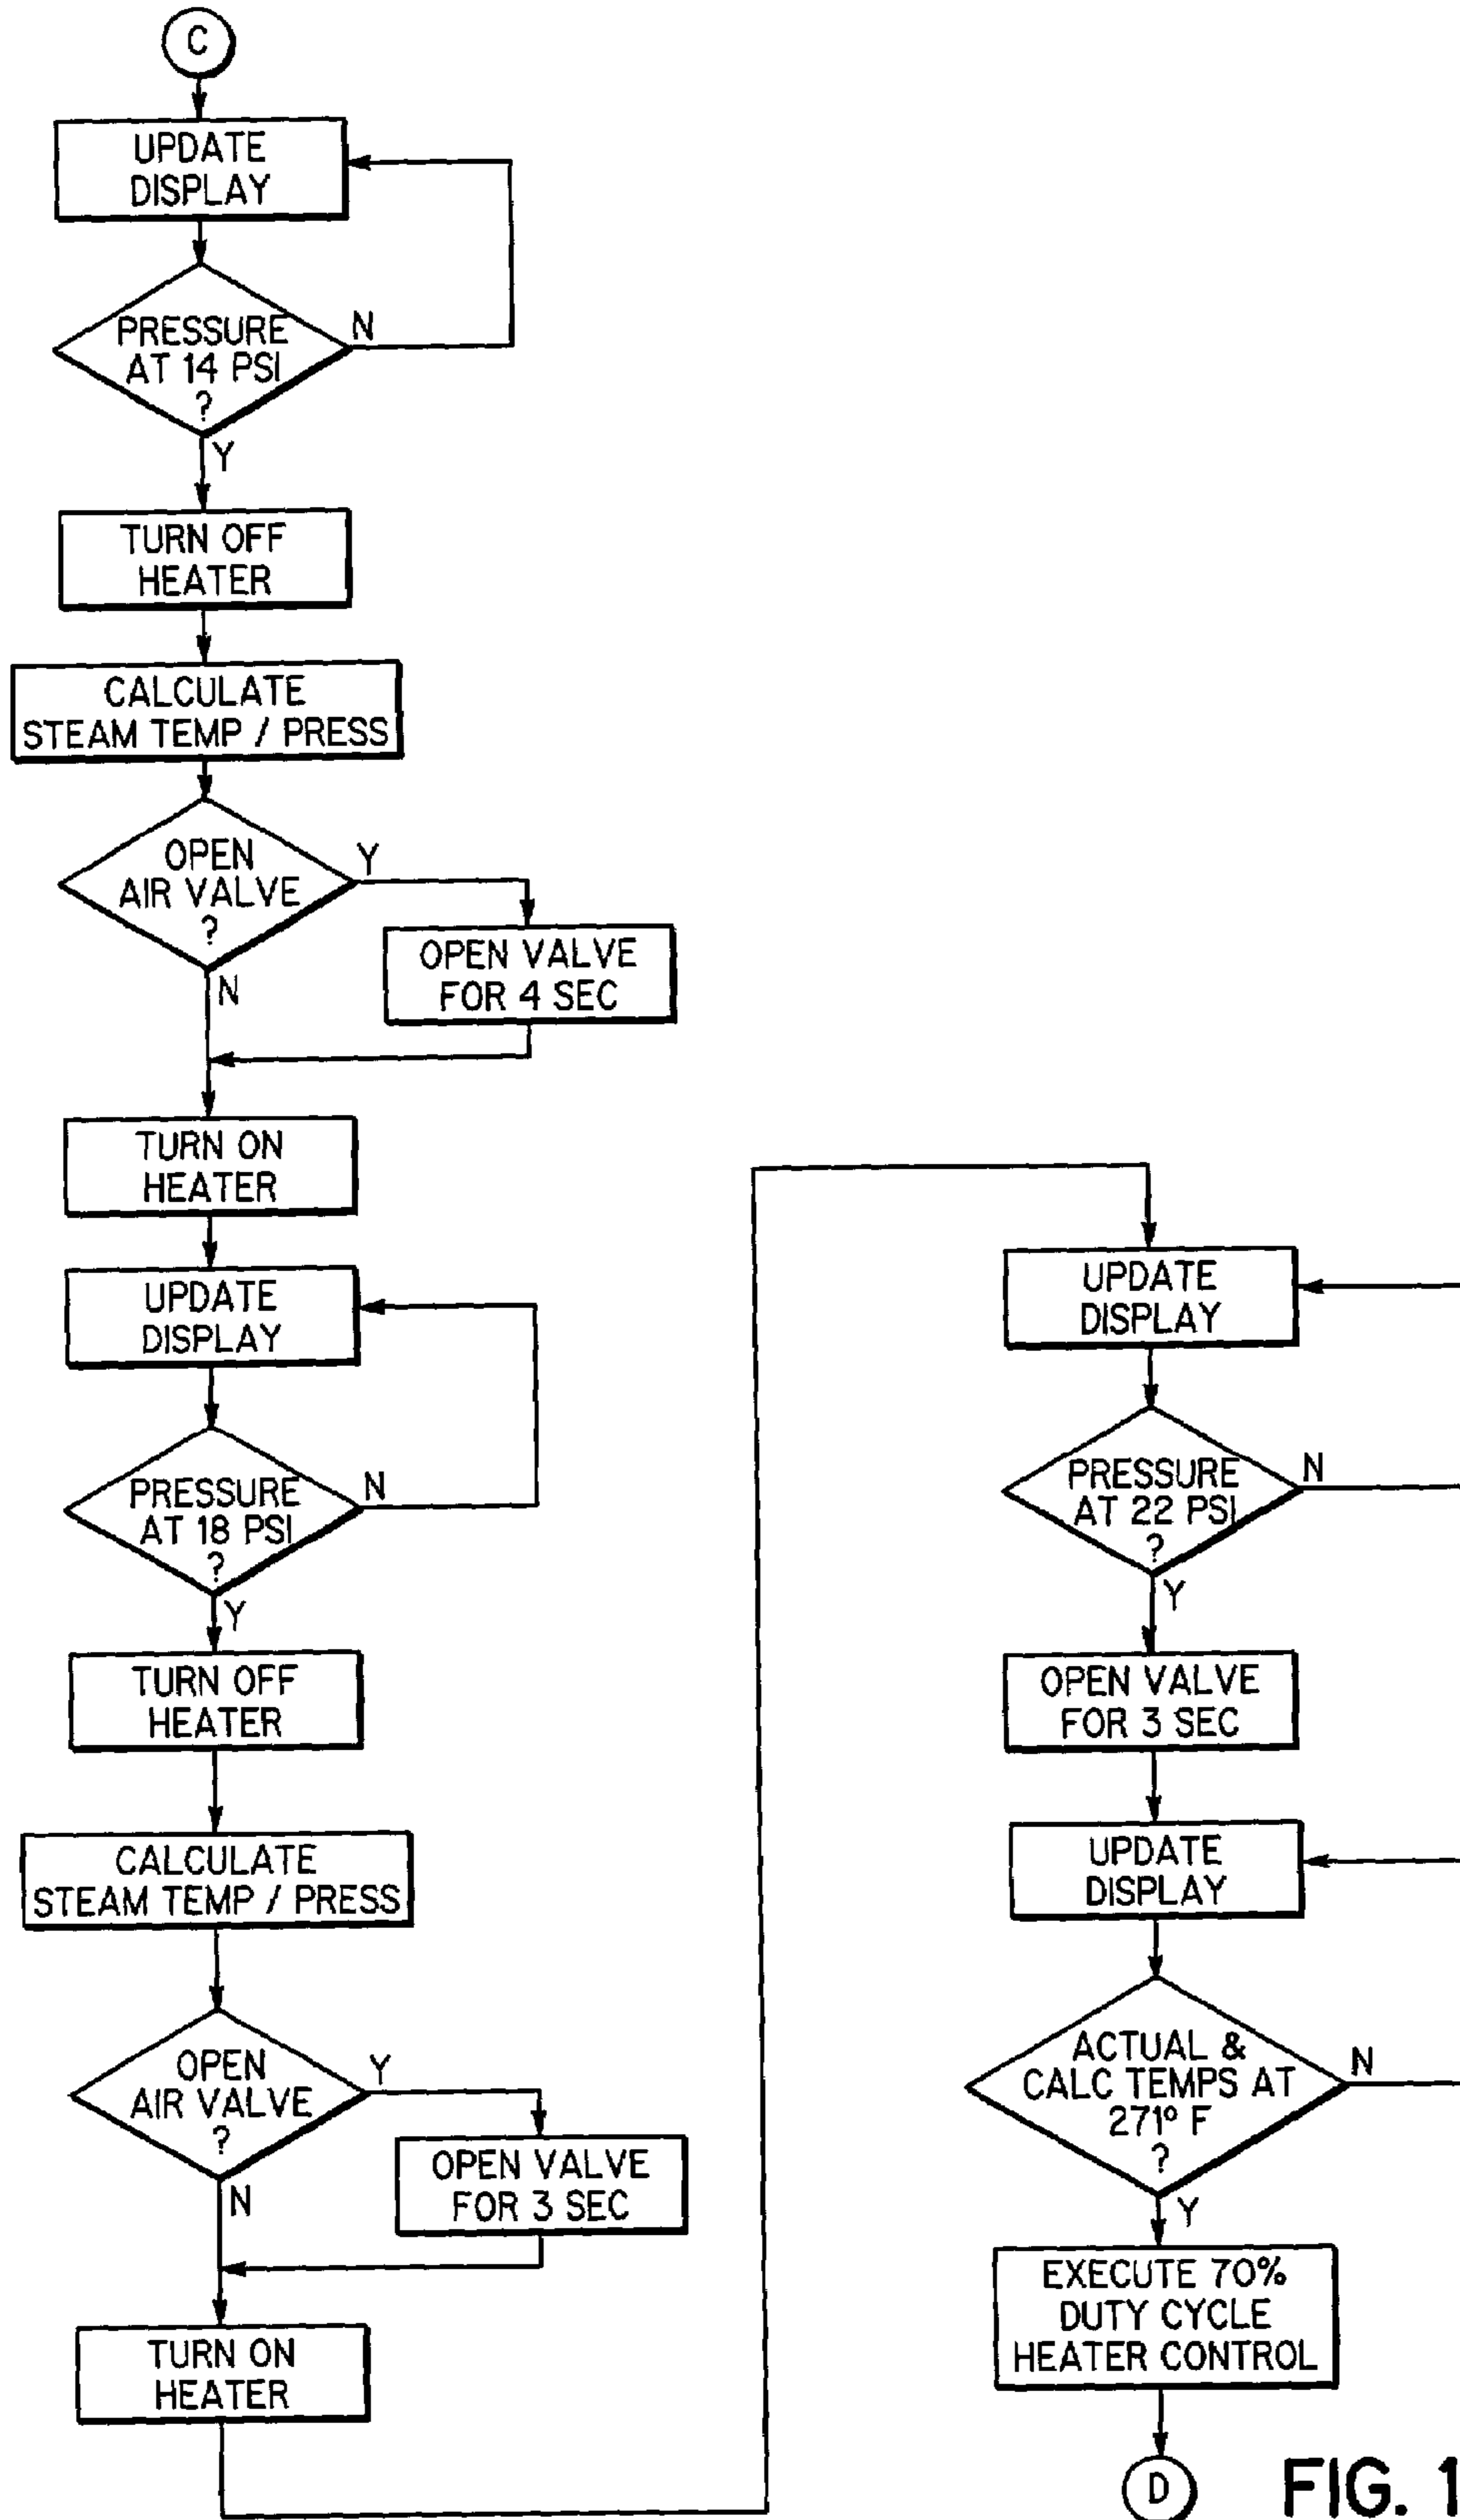 C
UPDATE
DISPLAY
PRESSURE
AT 14 PSI
?
N
Y
TURN OFF
HEATER
CALCULATE
STEAM TEMP / PRESS
OPEN
AIR VALVE
?
Y
OPEN VALVE
FOR 4 SEC
N
TURN ON
HEATER
UPDATE
DISPLAY
PRESSURE
AT 18 PSI
?
N
Y
TURN OFF
HEATER
CALCULATE
STEAM TEMP / PRESS
OPEN
AIR VALVE
?
Y
OPEN VALVE
FOR 3 SEC
N
TURN ON
HEATER
UPDATE
DISPLAY
PRESSURE
AT 22 PSI
?
N
Y
OPEN VALVE
FOR 3 SEC
UPDATE
DISPLAY
ACTUAL &
CALC TEMPS AT
271º F
?
N
Y
EXECUTE 70%
DUTY CYCLE
HEATER CONTROL
D
FIG. 1